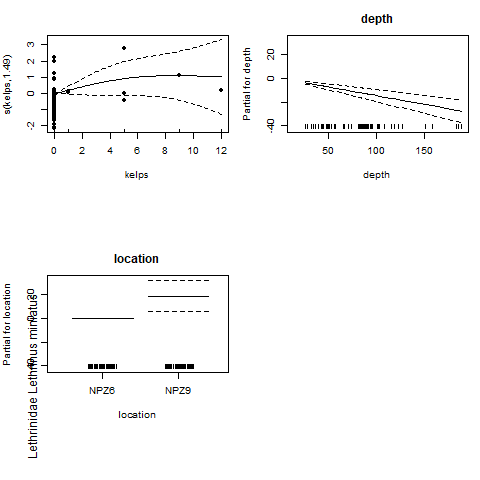 s(kelps,1.49)
3
2
1
0
-2
0 2 4 6 8 10 12
kelps
depth
Partial for depth
20
0
-40
50 100 150
depth
location
Partial for location
20
NPZ6 NPZ9
location
Lethrinidae Lethrinus miniatus